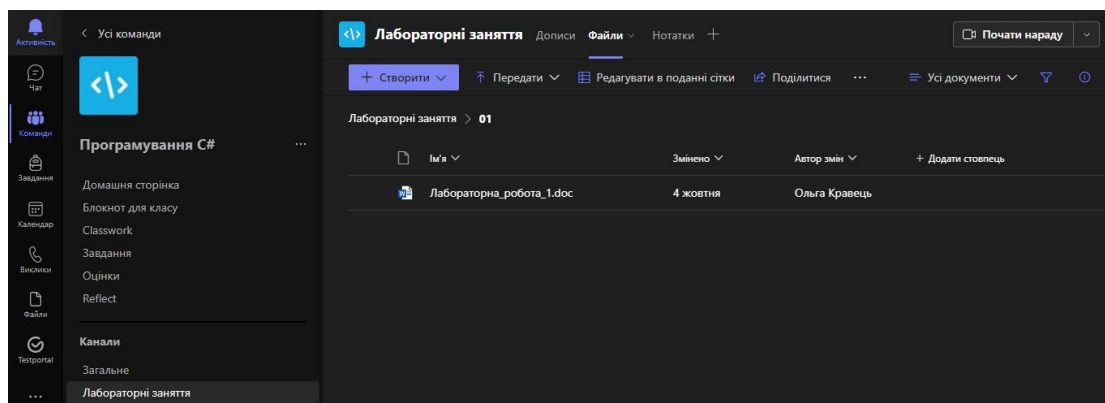 Активність
Чат
Команди
Завдання
Календар
Виклики
Файли
Testportal
Усі команди
Програмування C#
Домашня сторінка
Блокнот для класу
Classwork
Завдання
Оцінки
Reflect
Канали
Загальне
Лабораторні заняття
Лабораторні заняття Дописи Файли Нотатки Почати нараду
Створити Передати Редагувати в поданні сітки Поділитися ... Усі документи
Лабораторні заняття > 01
Ім'я Змінено Автор змін + Додати стовпець
Лабораторна_робота_1.doc 4 жовтня Ольга Кравець